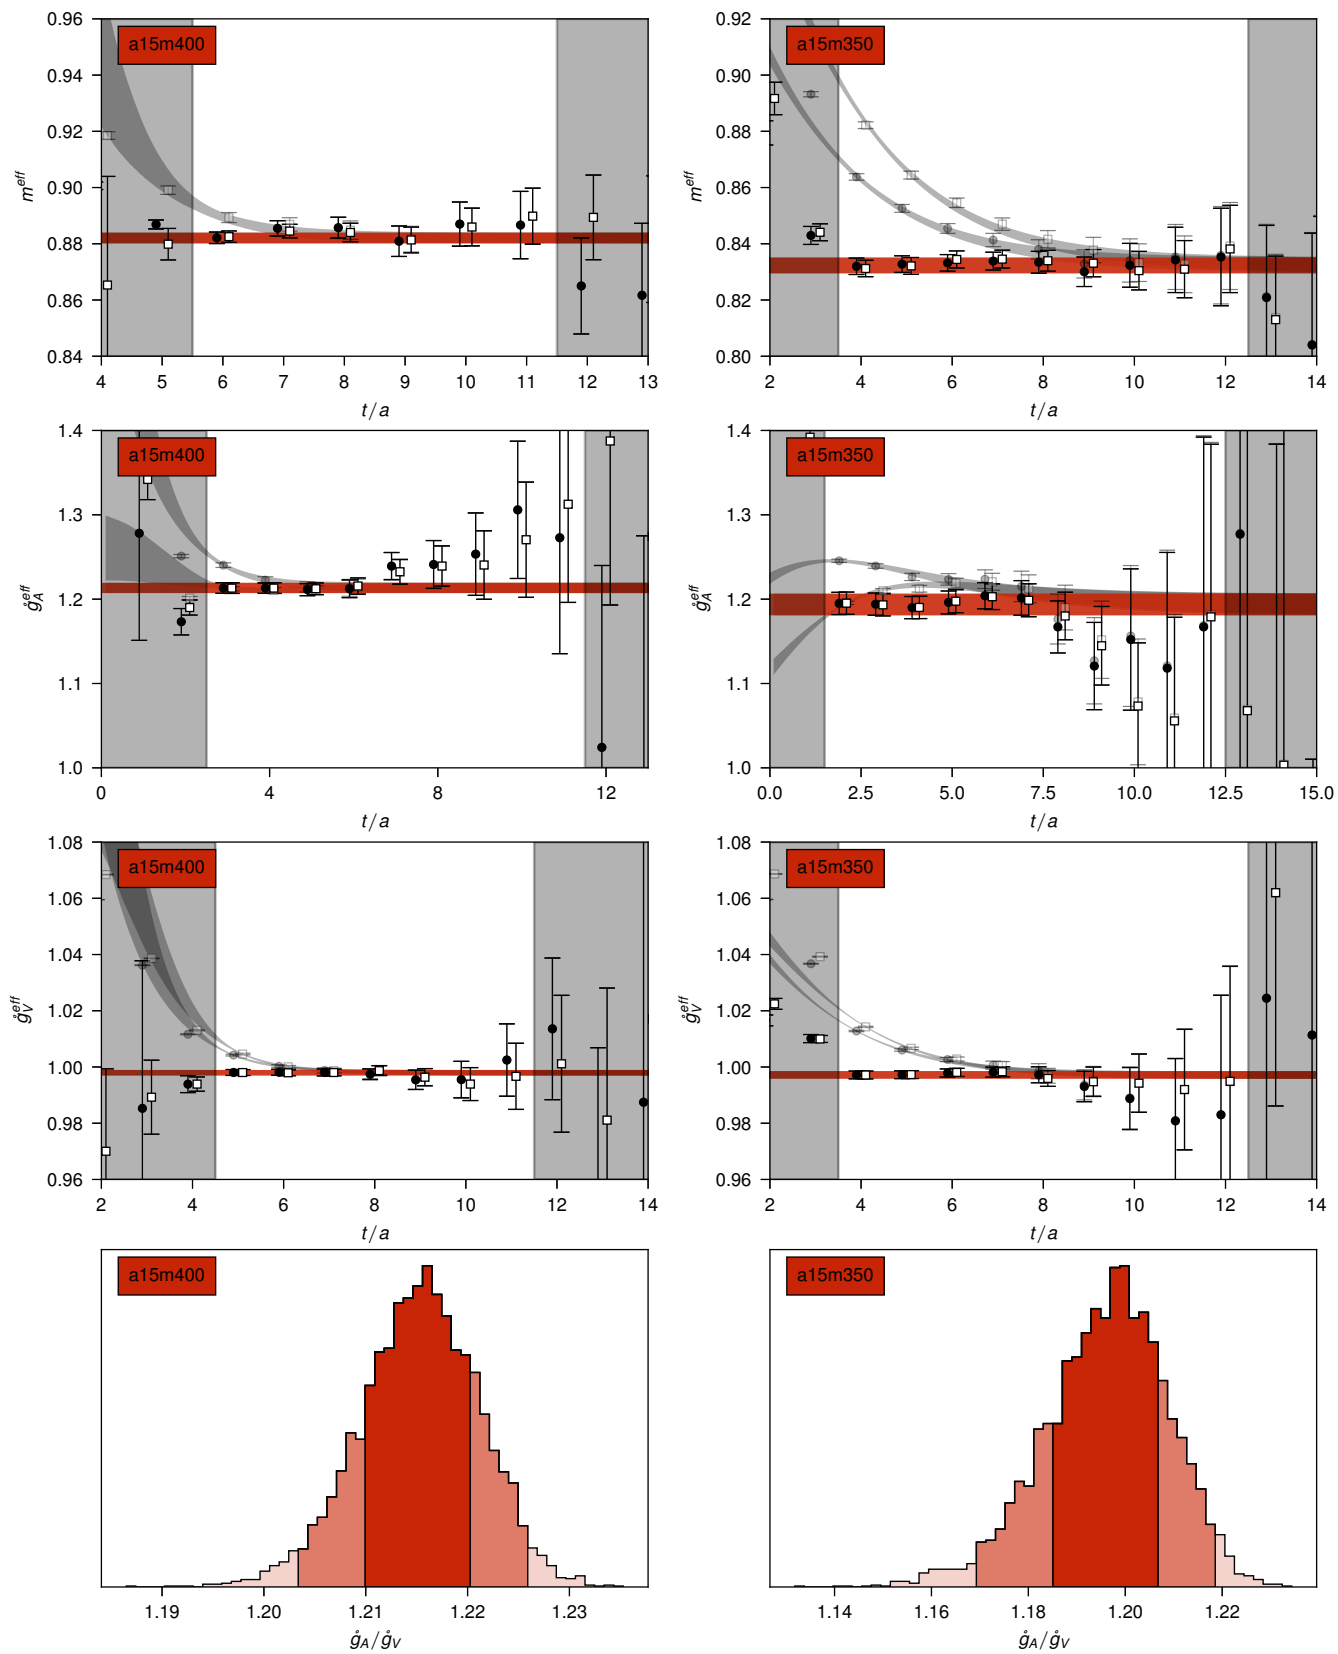 a15m400
0.96
0.94
0.92
0.90
0.88
0.86
0.84
m^eff
4 5 6 7 8 9 10 11 12 13
t/a
a15m350
0.92
0.90
0.88
0.86
0.84
0.82
0.80
m^eff
2 4 6 8 10 12 14
t/a
a15m400
1.4
1.3
1.2
1.1
1.0
g̊_A^eff
0 4 8 12
t/a
a15m350
1.4
1.3
1.2
1.1
1.0
g̊_A^eff
0.0 2.5 5.0 7.5 10.0 12.5 15.0
t/a
a15m400
1.08
1.06
1.04
1.02
1.00
0.98
0.96
g̊_V^eff
2 4 6 8 10 12 14
t/a
a15m350
1.08
1.06
1.04
1.02
1.00
0.98
0.96
g̊_V^eff
2 4 6 8 10 12 14
t/a
a15m400
1.19 1.20 1.21 1.22 1.23
g̊_A/g̊_V
a15m350
1.14 1.16 1.18 1.20 1.22
g̊_A/g̊_V